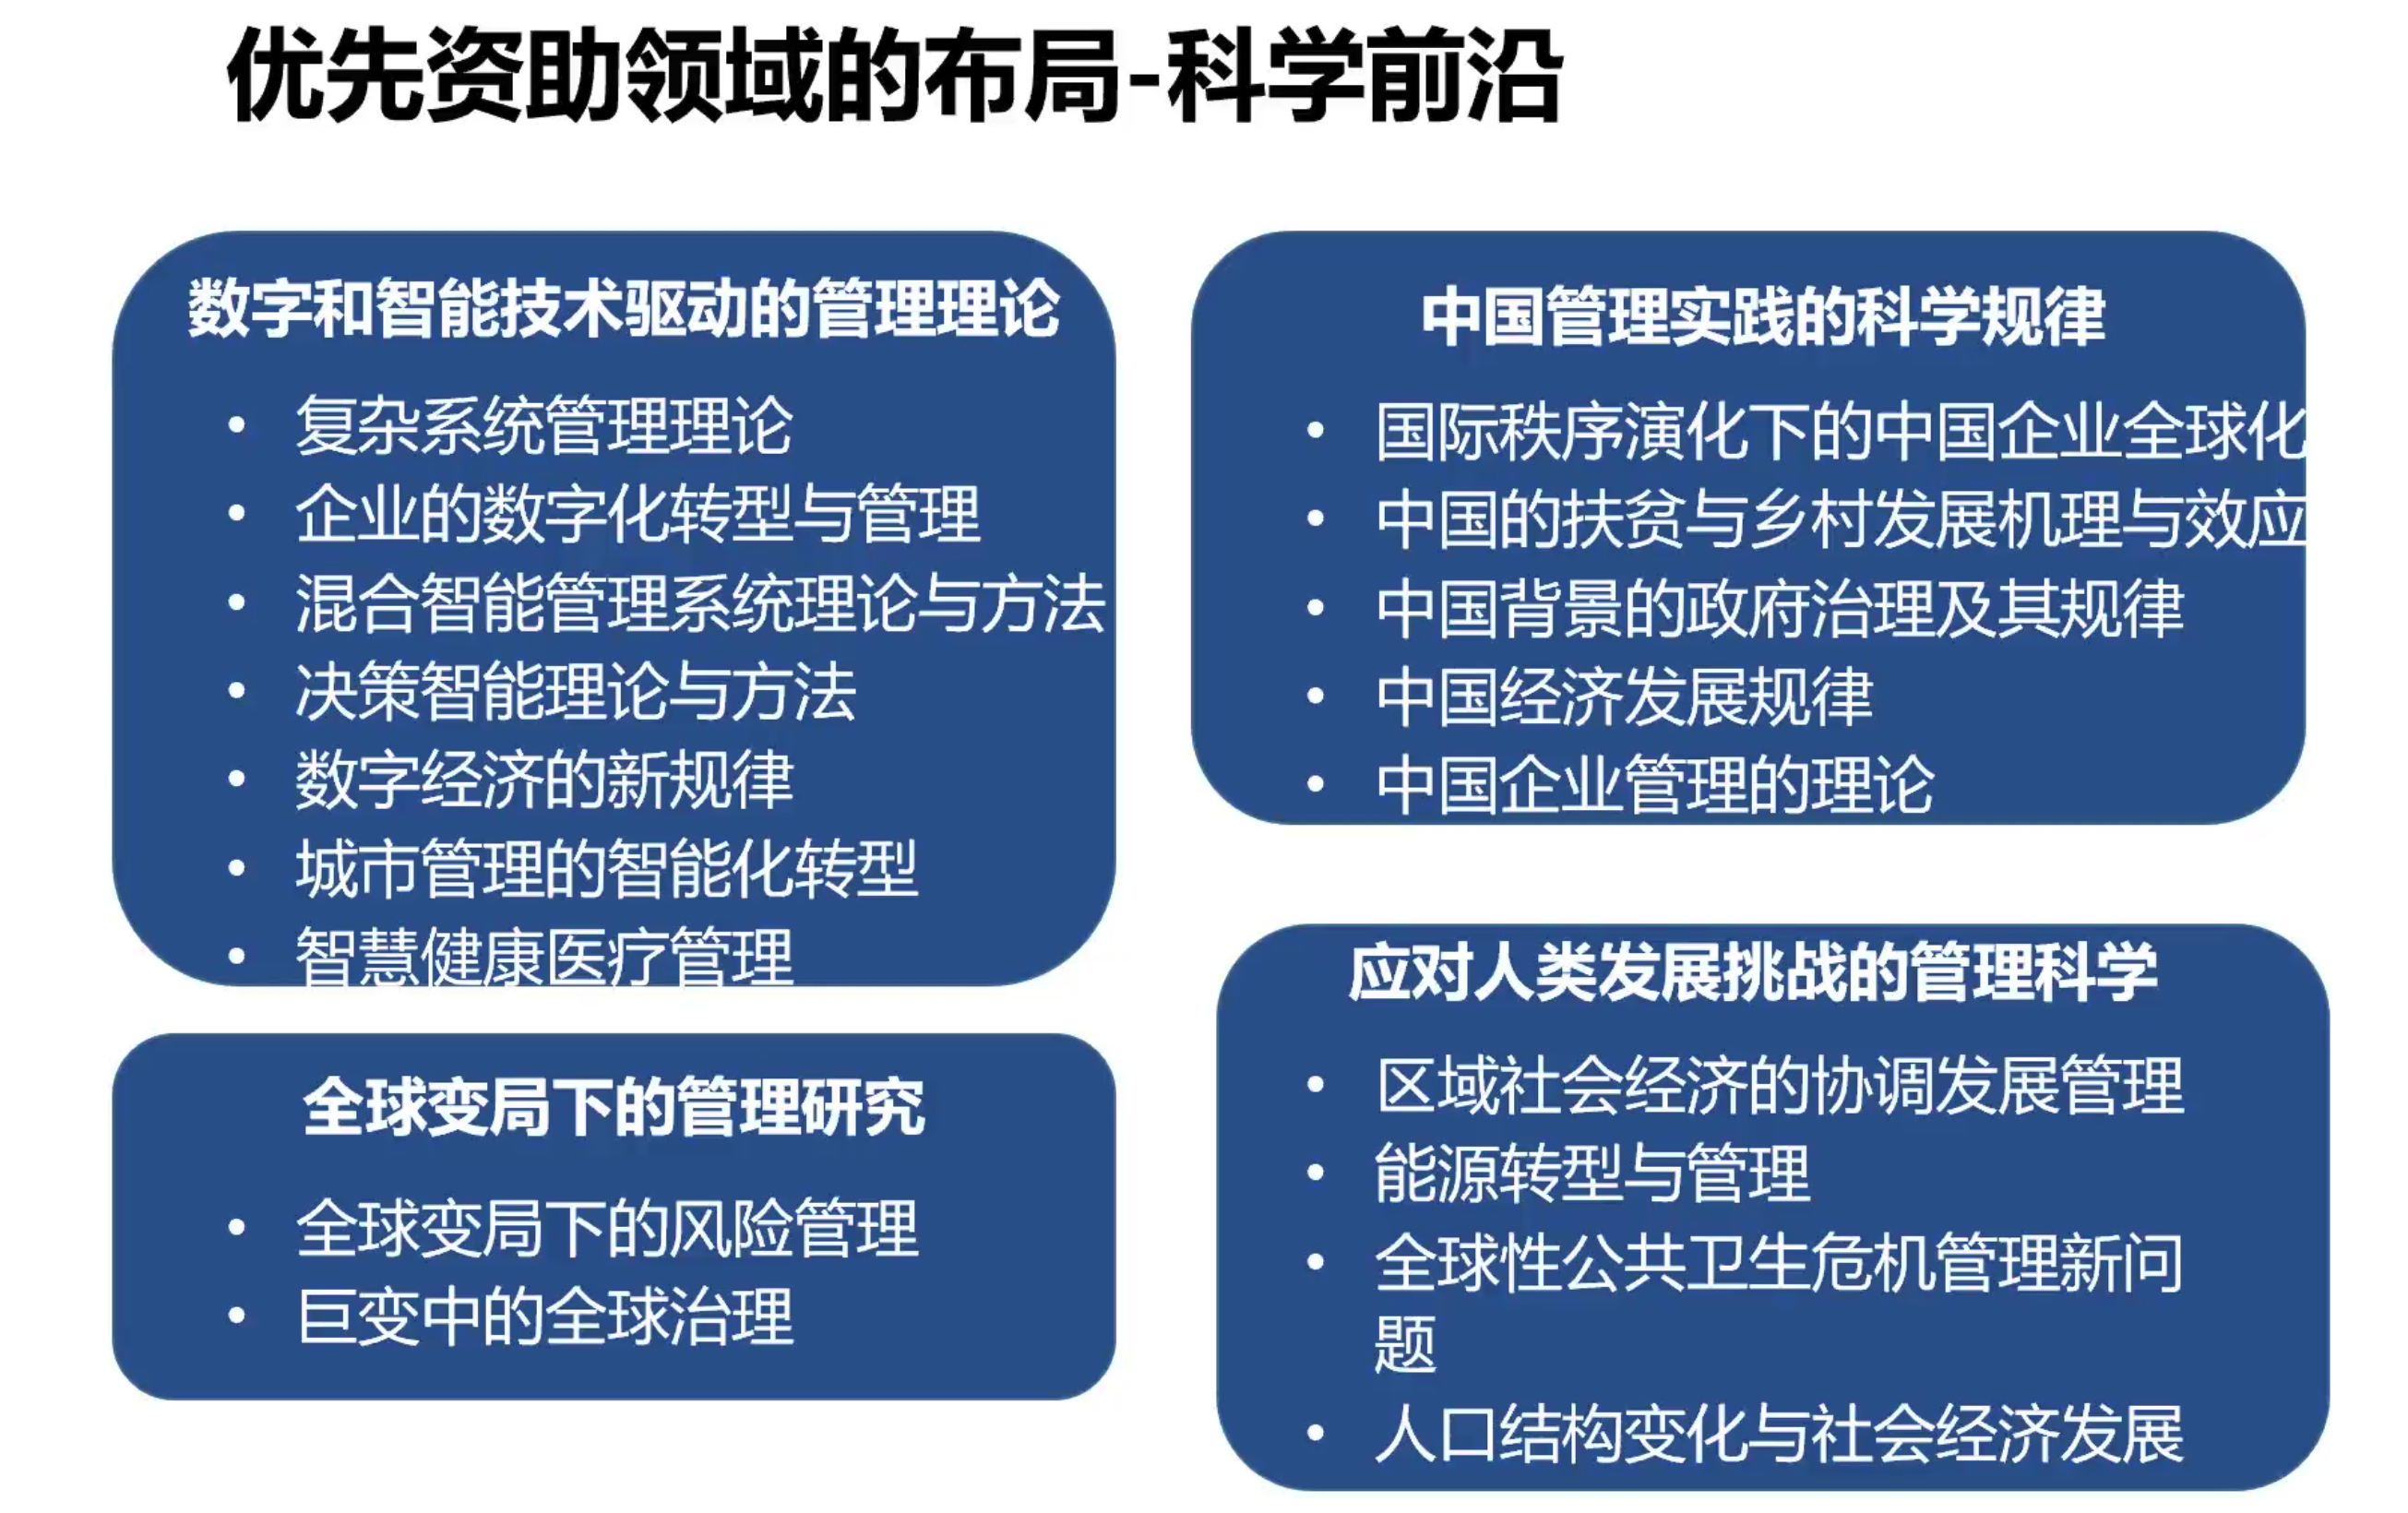 优先资助领域的布局-科学前沿
数字和智能技术驱动的管理理论
• 复杂系统管理理论
• 企业的数字化转型与管理
• 混合智能管理系统理论与方法
• 决策智能理论与方法
• 数字经济的新规律
• 城市管理的智能化转型
• 智慧健康医疗管理
中国管理实践的科学规律
• 国际秩序演化下的中国企业全球化
• 中国的扶贫与乡村发展机理与效应
• 中国背景的政府治理及其规律
• 中国经济发展规律
• 中国企业管理的理论
全球变局下的管理研究
• 全球变局下的风险管理
• 巨变中的全球治理
应对人类发展挑战的管理科学
• 区域社会经济的协调发展管理
• 能源转型与管理
• 全球性公共卫生危机管理新问
题
• 人口结构变化与社会经济发展